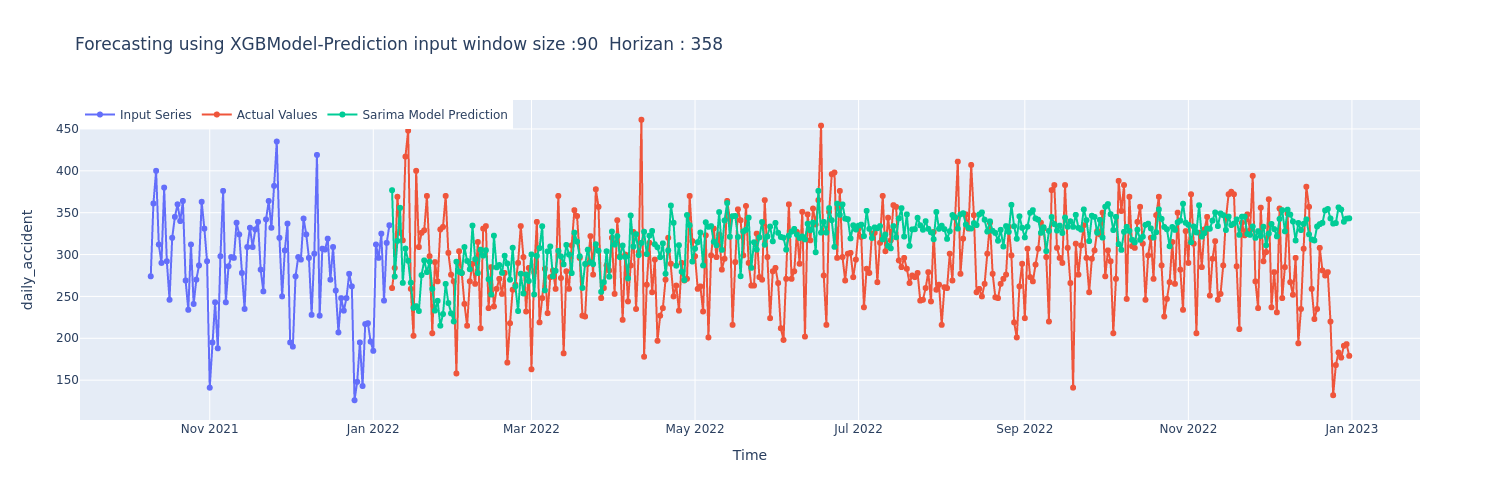 Forecasting using XGBModel-Prediction input window size :90  Horizan : 358
Input Series
Actual Values
Sarima Model Prediction
450
400
350
300
250
200
150
daily_accident
Nov 2021
Jan 2022
Mar 2022
May 2022
Jul 2022
Sep 2022
Nov 2022
Jan 2023
Time